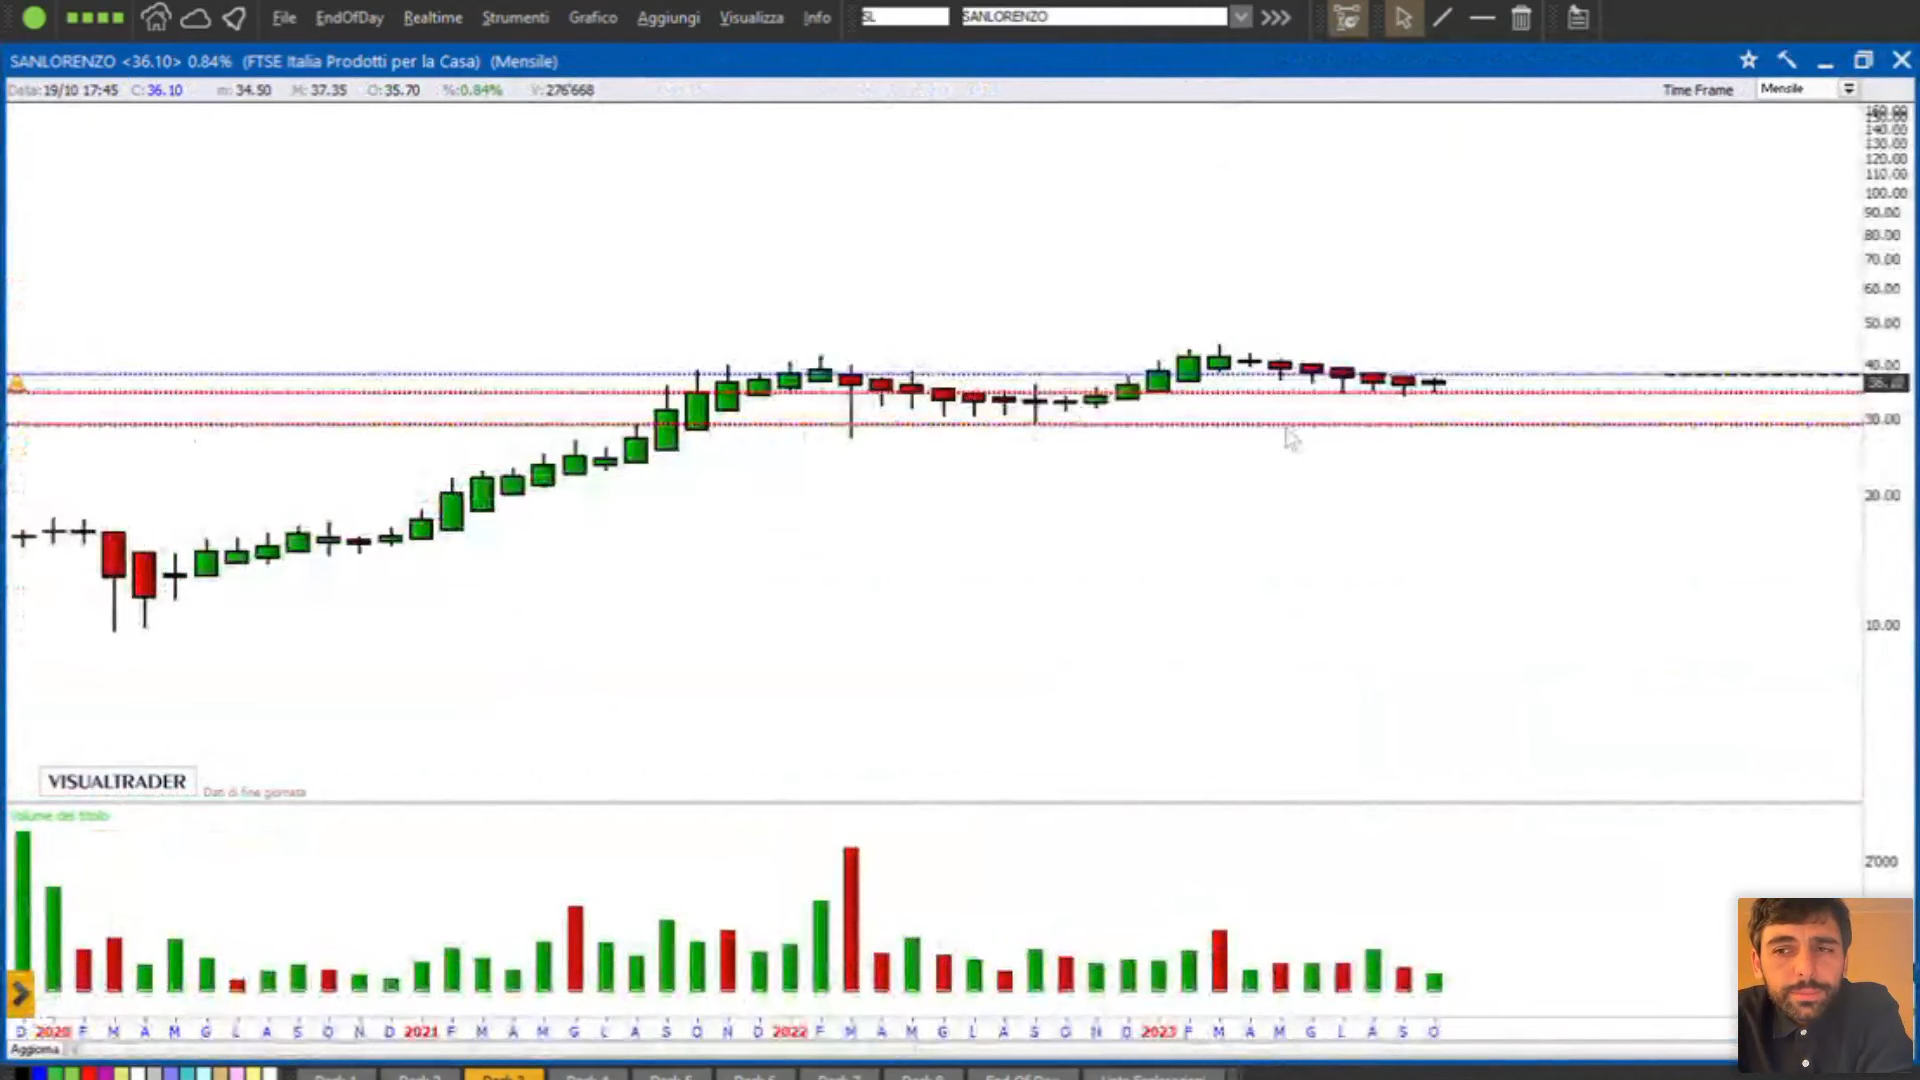 File EndOfDay Realtime Strumenti Grafico Aggiungi Visualizza Info SL SANLORENZO
SANLORENZO <36.10> 0.84% (FTSE Italia Prodotti per la Casa) (Mensile)
Data:19/10 17:45 C:36.10 m:34.50 M:37.35 O:35.70 %:0.84% V:276'668 Time Frame Mensile
160.00
150.00
140.00
130.00
120.00
110.00
100.00
90.00
80.00
70.00
60.00
50.00
40.00
36.10
30.00
20.00
10.00
VISUALTRADER
Dati di fine giornata
Volume del titolo
2'000
D 2020 F M A M G L A S O N D 2021 F M A M G L A S O N D 2022 F M A M G L A S O N D 2023 F M A M G L A S O
Aggiorna